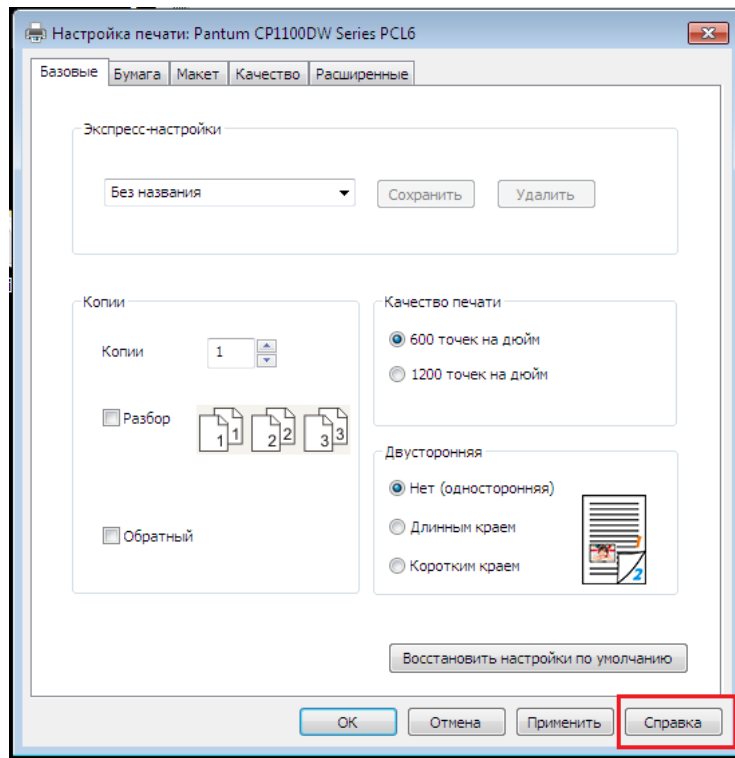 Настройка печати: Pantum CP1100DW Series PCL6
Базовые Бумага Макет Качество Расширенные
Экспресс-настройки
Без названия Сохранить Удалить
Копии
Копии 1
Разбор 1 1 2 2 3 3
Обратный
Качество печати
600 точек на дюйм
1200 точек на дюйм
Двусторонняя
Нет (односторонняя)
Длинным краем
Коротким краем
1
2
Восстановить настройки по умолчанию
ОК Отмена Применить Справка